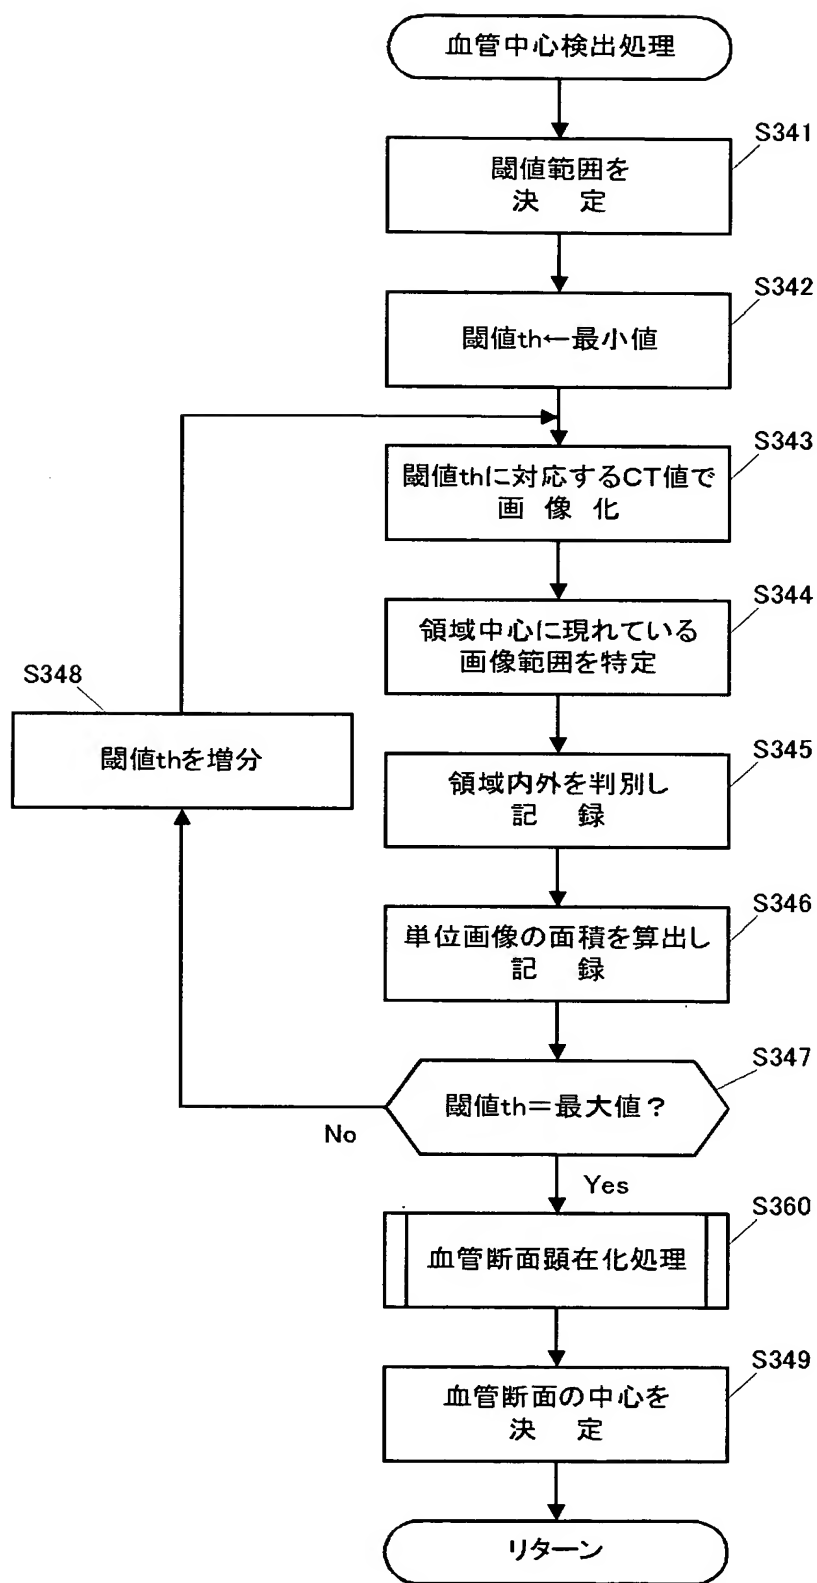 血管中心検出処理
S341
閾値範囲を
決 定
S342
閾値th←最小値
S343
閾値thに対応するCT値で
画 像 化
S344
領域中心に現れている
画像範囲を特定
S348
閾値thを増分
S345
領域内外を判別し
記 録
S346
単位画像の面積を算出し
記 録
S347
閾値th＝最大値？
No
Yes
S360
血管断面顕在化処理
S349
血管断面の中心を
決 定
リターン